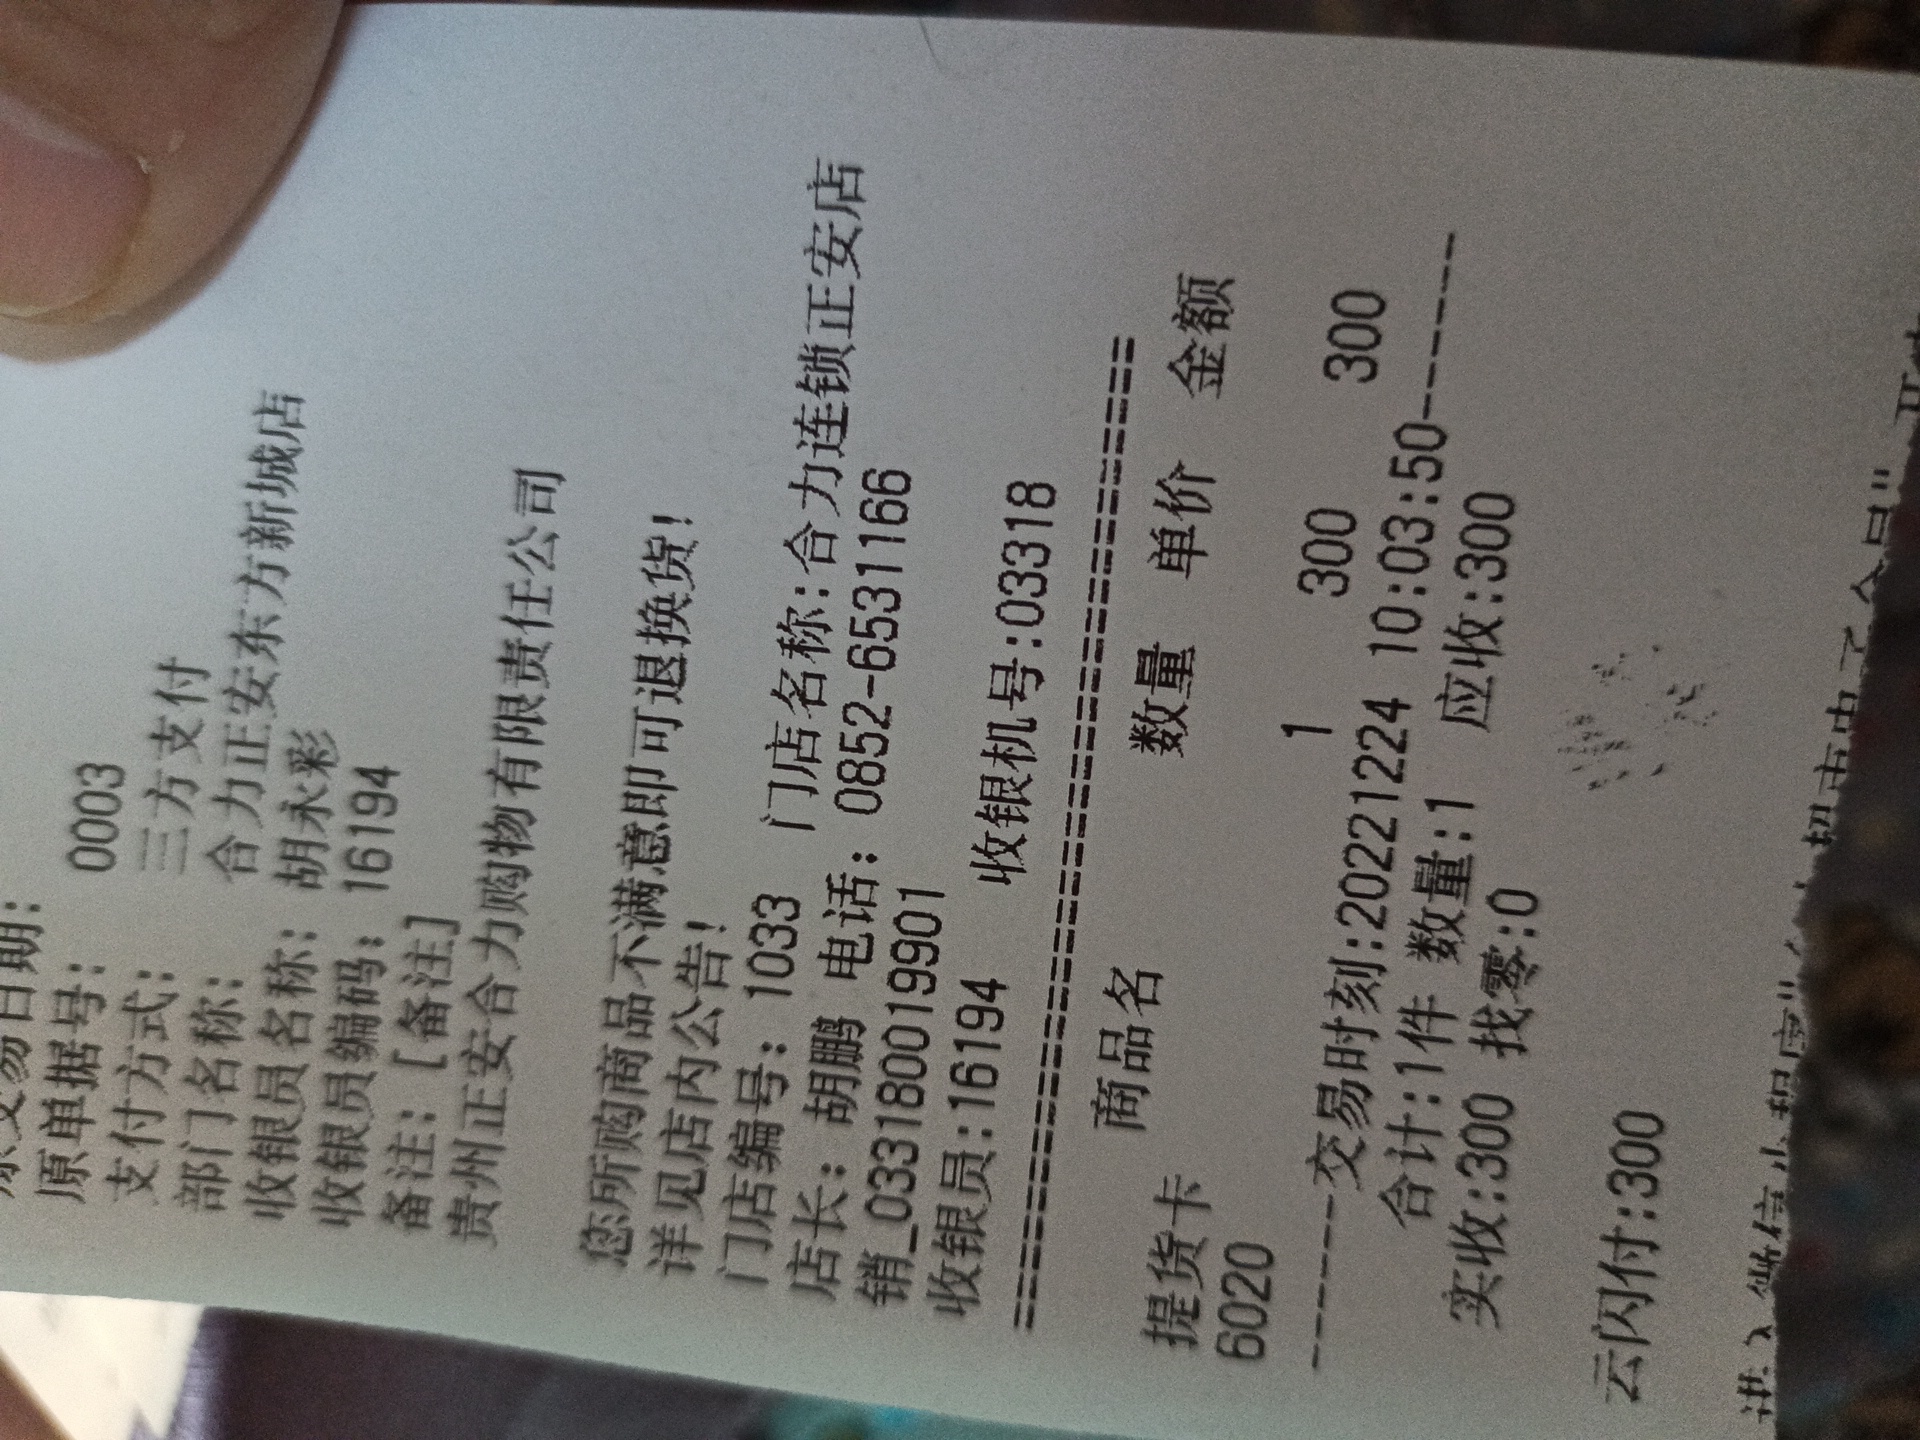 原交易日期:
原单据号: 0003
支付方式: 三方支付
部门名称: 合力正安东方新城店
收银员名称: 胡永彩
收银员编码: 16194
备注: [备注]
贵州正安合力购物有限责任公司
您所购商品不满意即可退换货!
详见店内公告!
门店编号: 1033 门店名称:合力连锁正安店
店长: 胡鹏 电话: 0852-6531166
销_033180019901
收银员:16194 收银机号:03318
商品名 数量 单价 金额
提货卡
6020 1 300 300
-----交易时刻:20221224 10:03:50------
合计:1件 数量:1 应收:300
实收:300 找零:0
云闪付:300